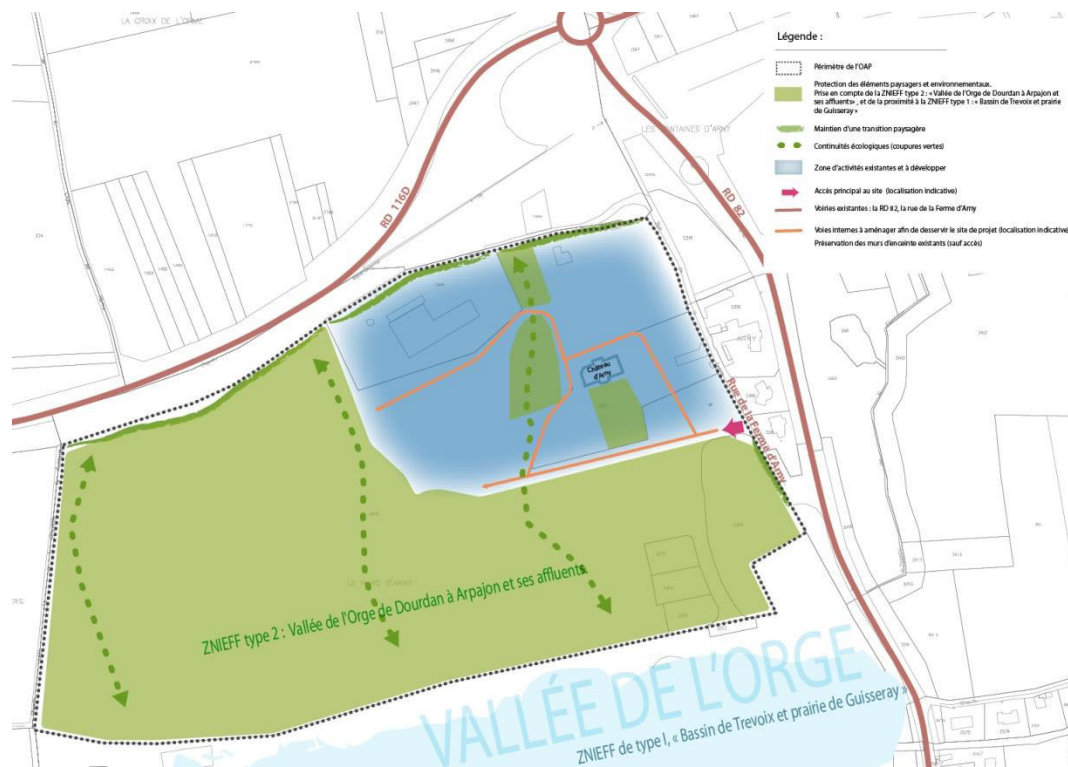 LA CROIX DE L'ORME
Légende :
Périmètre de l'OAP
Protection des éléments paysagers et environnementaux.
Prise en compte de la ZNIEFF type 2 : « Vallée de l'Orge de Dourdan à Arpajon et
ses affluents» , et de la proximité à la ZNIEFF type 1 : « Bassin de Trevoix et prairie
de Guisseray »
Maintien d'une transition paysagère
Continuités écologiques (coupures vertes)
Zone d'activités existantes et à développer
Accès principal au site (localisation indicative)
Voiries existantes : la RD 82, la rue de la Ferme d'Arny
Voies internes à aménager afin de desservir le site de projet (localisation indicative)
Préservation des murs d'enceinte existants (sauf accès)
LES FONTAINES D'ARNY
RD 116D
RD 82
ARNY
Château
d'Arny
Rue de la Ferme d'Arny
LE PARC D'ARNY
ZNIEFF type 2 : Vallée de l'Orge de Dourdan à Arpajon et ses affluents
VALLÉE DE L'ORGE
ZNIEFF de type I, « Bassin de Trevoix et prairie de Guisseray »